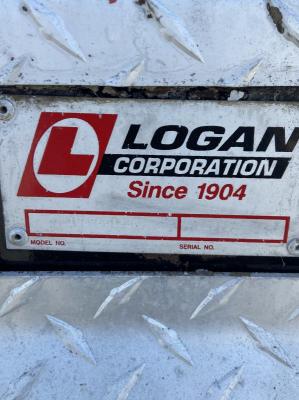 L
LOGAN
CORPORATION
Since 1904
MODEL NO.
SERIAL NO.